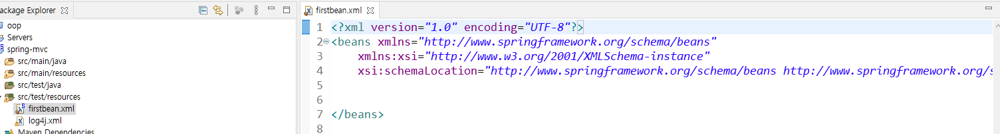 ackage Explorer
oop
Servers
spring-mvc
src/main/java
src/main/resources
src/test/java
src/test/resources
firstbean.xml
log4j.xml
Maven Dependencies
firstbean.xml
1 <?xml version="1.0" encoding="UTF-8"?>
2 <beans xmlns="http://www.springframework.org/schema/beans"
3 xmlns:xsi="http://www.w3.org/2001/XMLSchema-instance"
4 xsi:schemaLocation="http://www.springframework.org/schema/beans http://www.springframework.org/s
5
6
7 </beans>
8